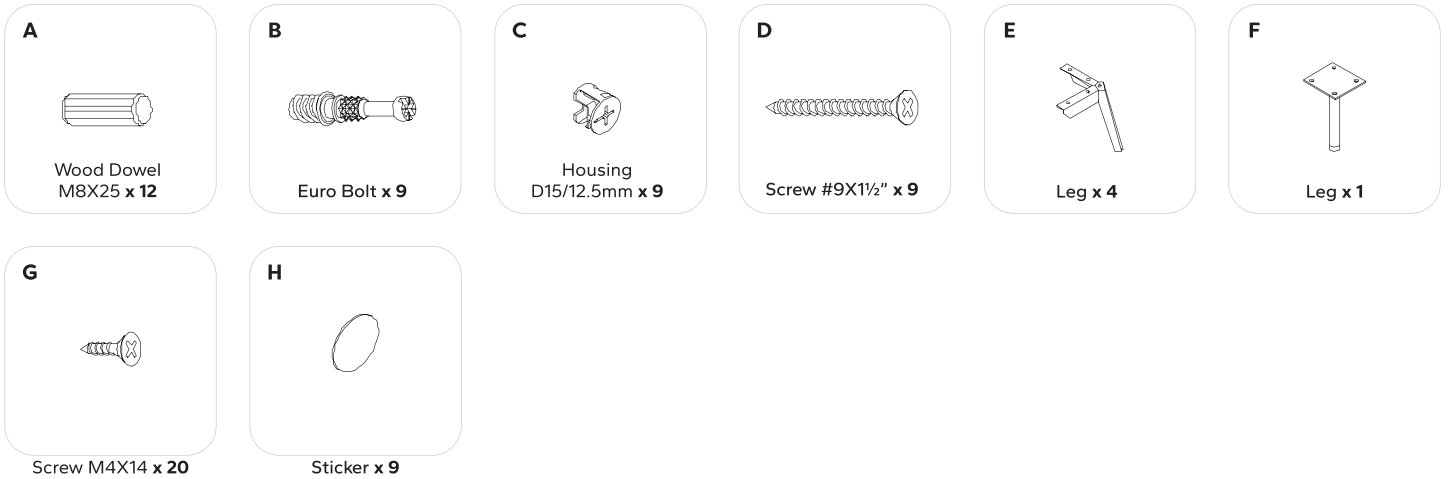 A
Wood Dowel
M8X25 x 12
B
Euro Bolt x 9
C
Housing
D15/12.5mm x 9
D
Screw #9X1½” x 9
E
Leg x 4
F
Leg x 1
G
Screw M4X14 x 20
H
Sticker x 9